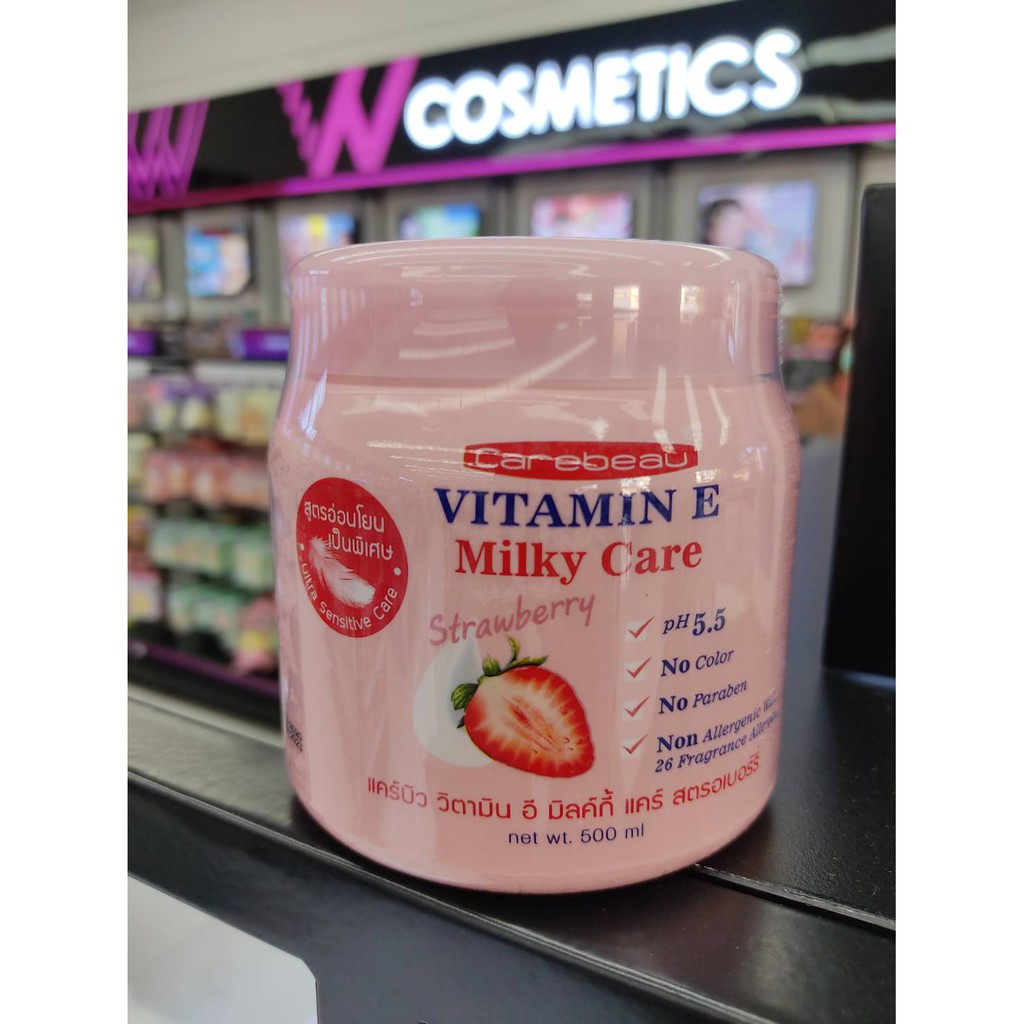 W COSMETICS
Carebeau
VITAMIN E
Milky Care
Strawberry
สูตรอ่อนโยน
เป็นพิเศษ
Ultra Sensitive Care
pH 5.5
No Color
No Paraben
Non Allergenic
26 Fragrance
แคร์บิว วิตามิน อี มิลค์กี้ แคร์ สตรอเบอร์รี่
net wt. 500 ml